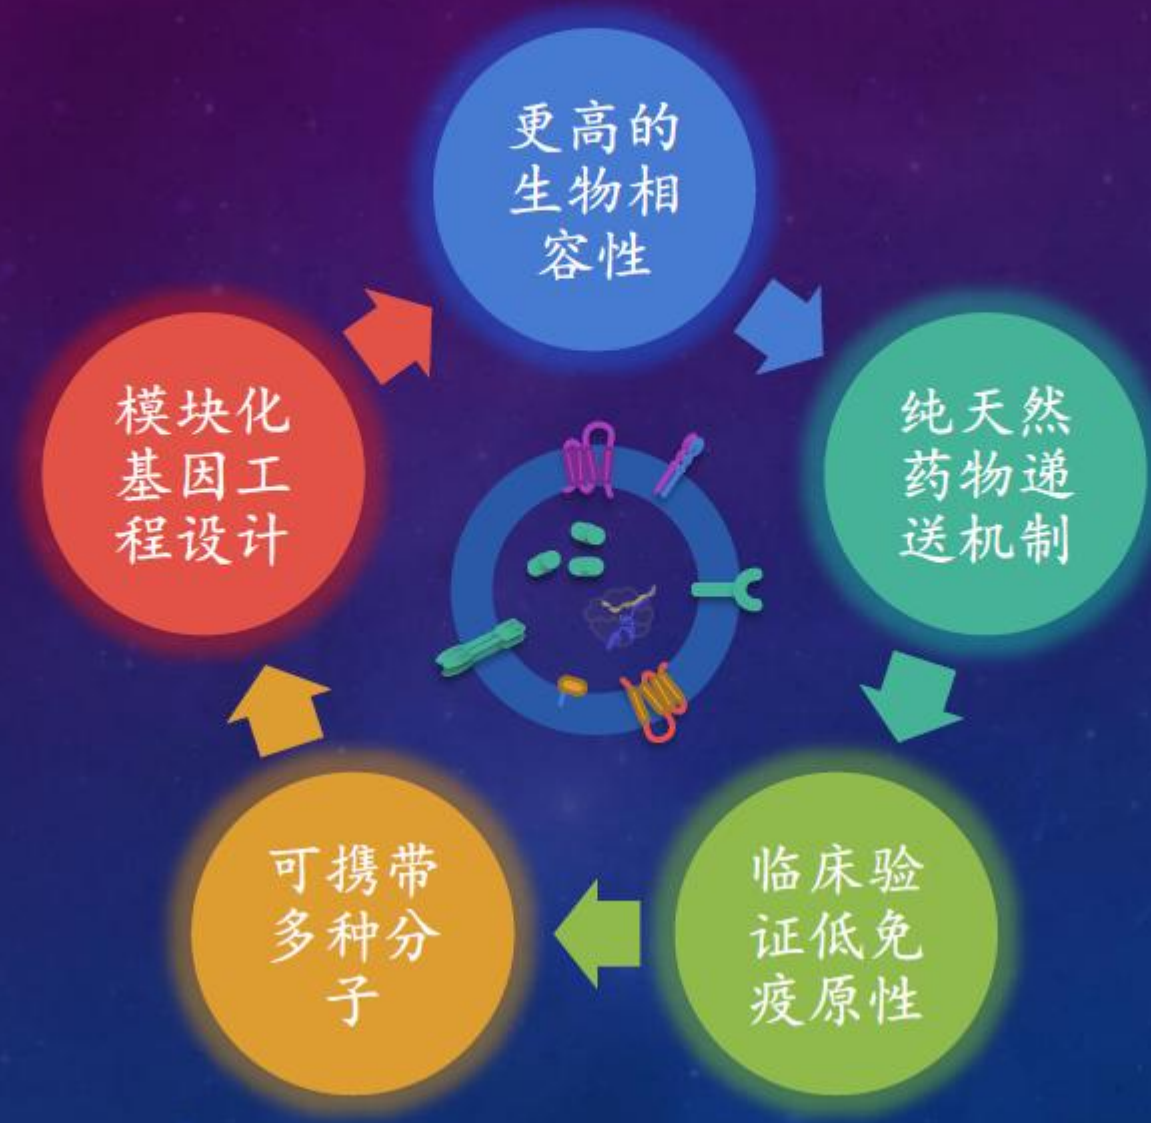 更高的
生物相
容性
纯天然
药物递
送机制
临床验
证低免
疫原性
可携带
多种分
子
模块化
基因工
程设计